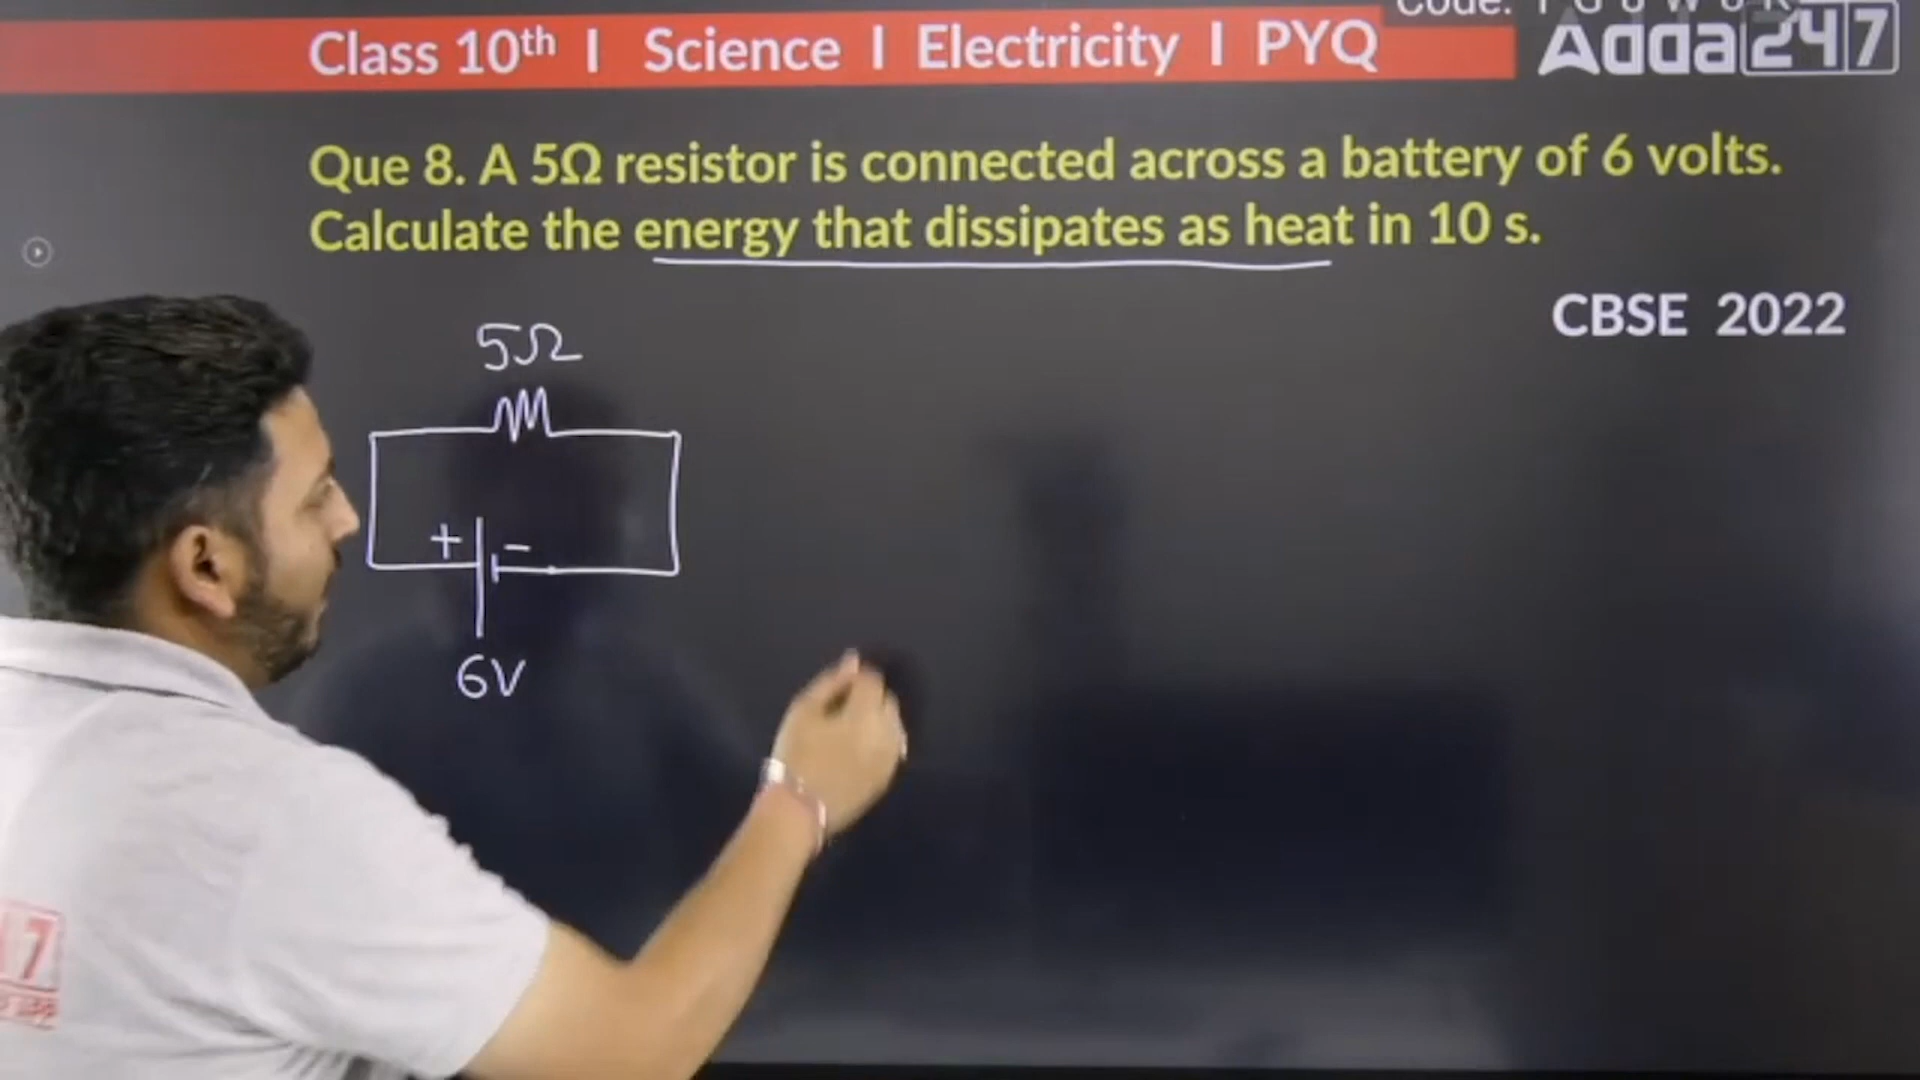 Class 10th | Science | Electricity | PYQ
Adda247
Que 8. A 5Ω resistor is connected across a battery of 6 volts.
Calculate the energy that dissipates as heat in 10 s.
CBSE 2022
5Ω
+ -
6V
7